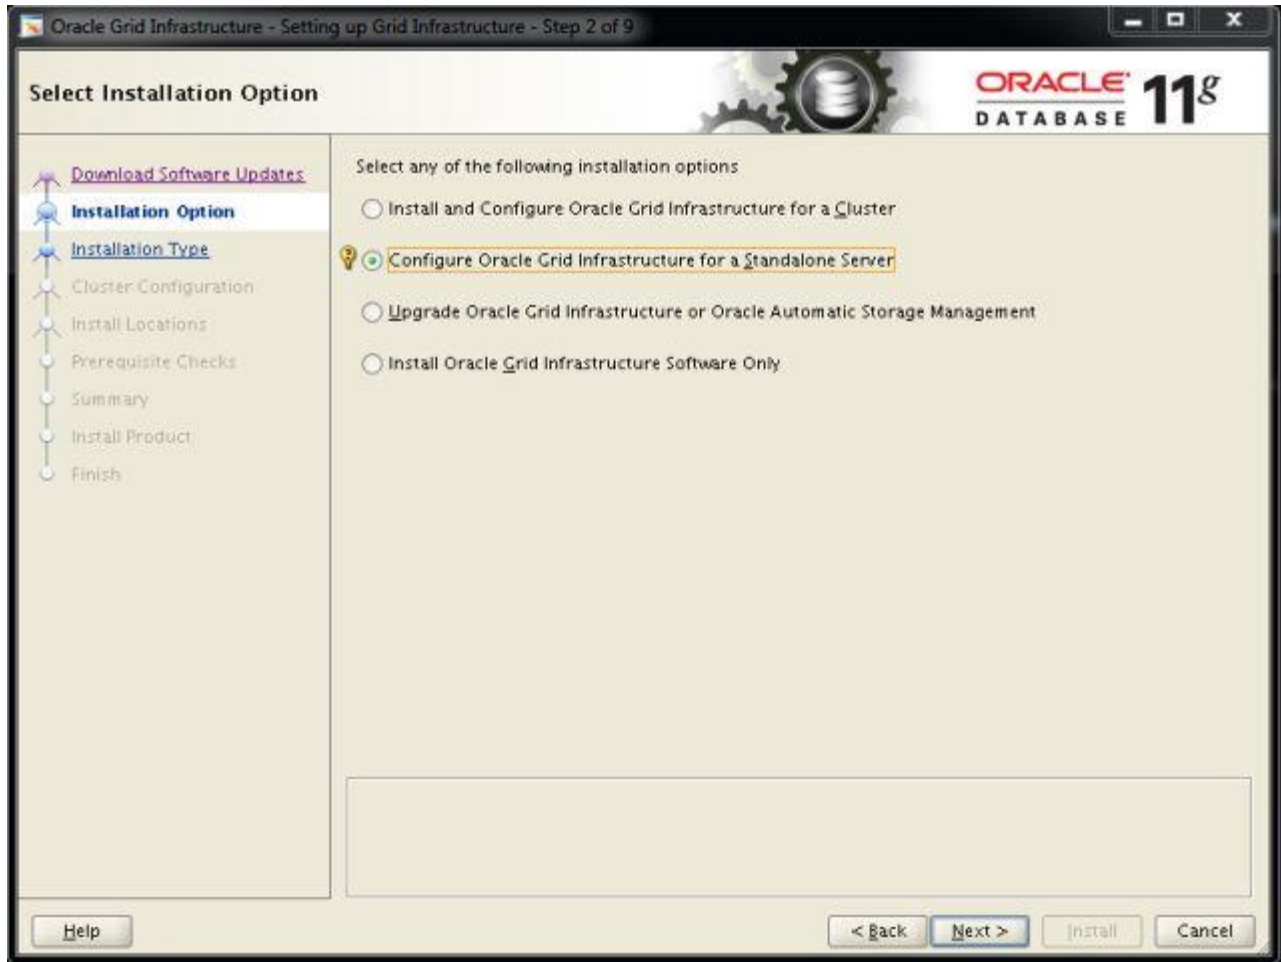 Oracle Grid Infrastructure - Setting up Grid Infrastructure - Step 2 of 9
Select Installation Option
ORACLE
DATABASE 11g
Download Software Updates
Installation Option
Installation Type
Cluster Configuration
Install Locations
Prerequisite Checks
Summary
Install Product
Finish
Select any of the following installation options
Install and Configure Oracle Grid Infrastructure for a Cluster
Configure Oracle Grid Infrastructure for a Standalone Server
Upgrade Oracle Grid Infrastructure or Oracle Automatic Storage Management
Install Oracle Grid Infrastructure Software Only
Help
< Back
Next >
Install
Cancel